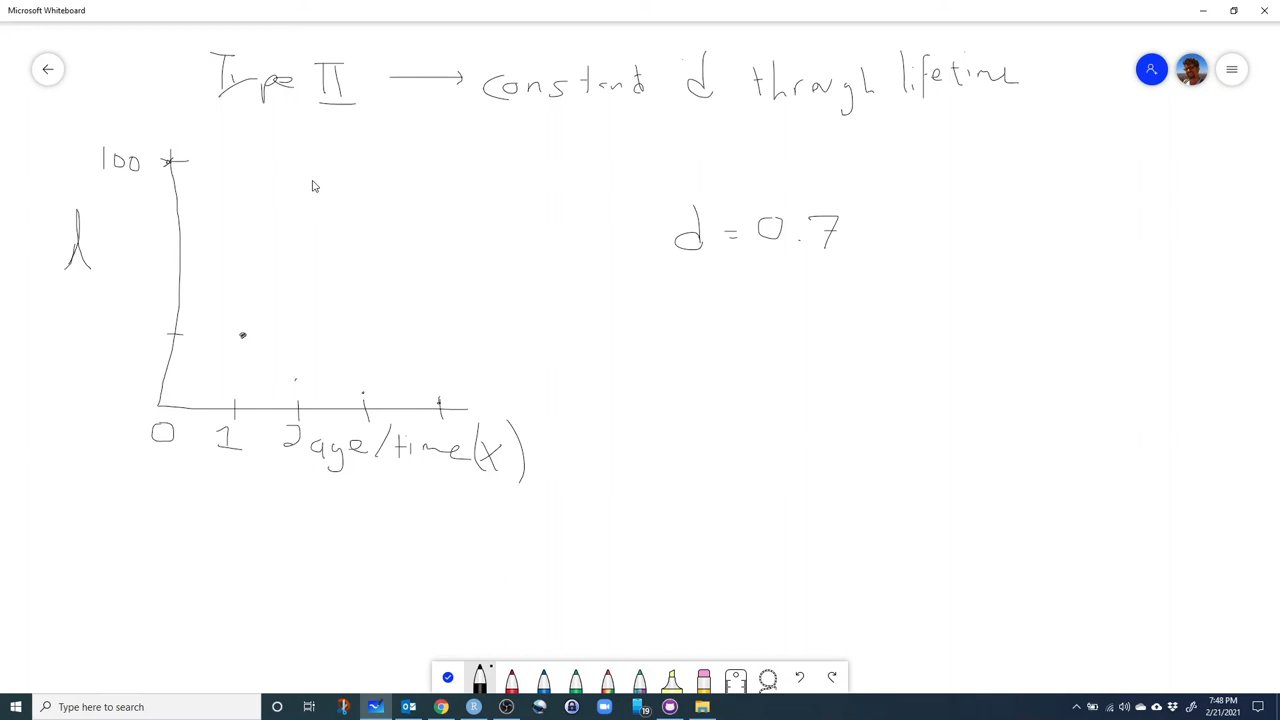 Microsoft Whiteboard
Type II → constant d through lifetime
100
l
d = 0.7
0 1 2 age/time(x)
Type here to search
R
19
7:48 PM
2/21/2021